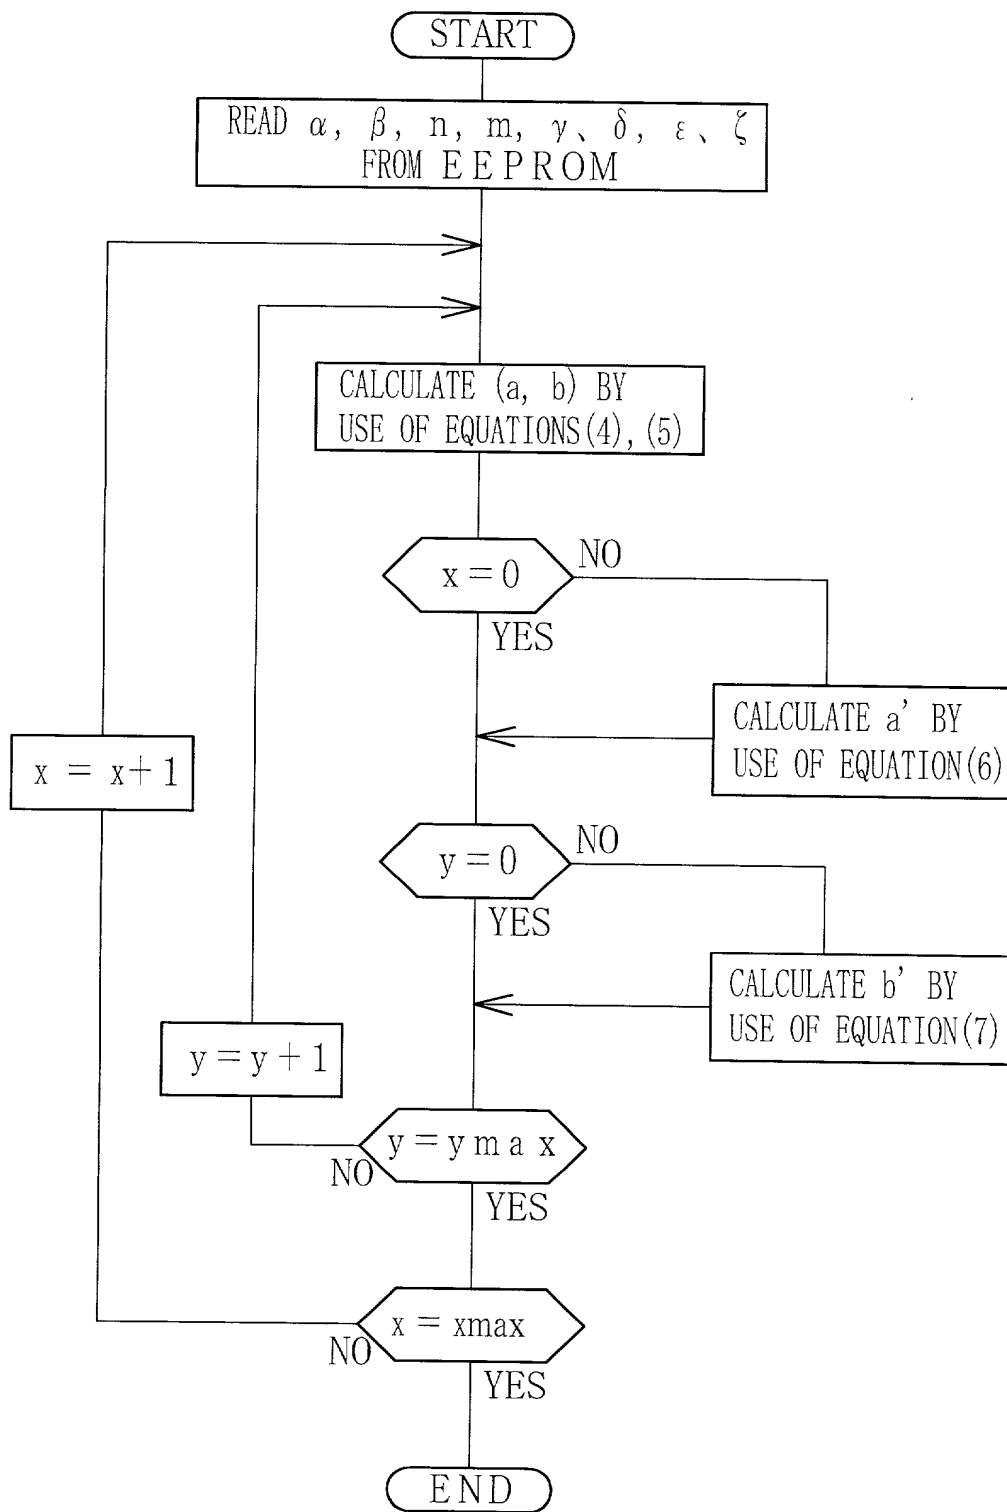 START
READ α, β, n, m, γ、δ, ε、ζ
FROM EEPROM
CALCULATE (a, b) BY
USE OF EQUATIONS(4), (5)
x = 0
NO
YES
CALCULATE a' BY
USE OF EQUATION(6)
x = x+1
y = 0
NO
YES
CALCULATE b' BY
USE OF EQUATION(7)
y = y + 1
y = y m a x
NO
YES
x = xmax
NO
YES
END